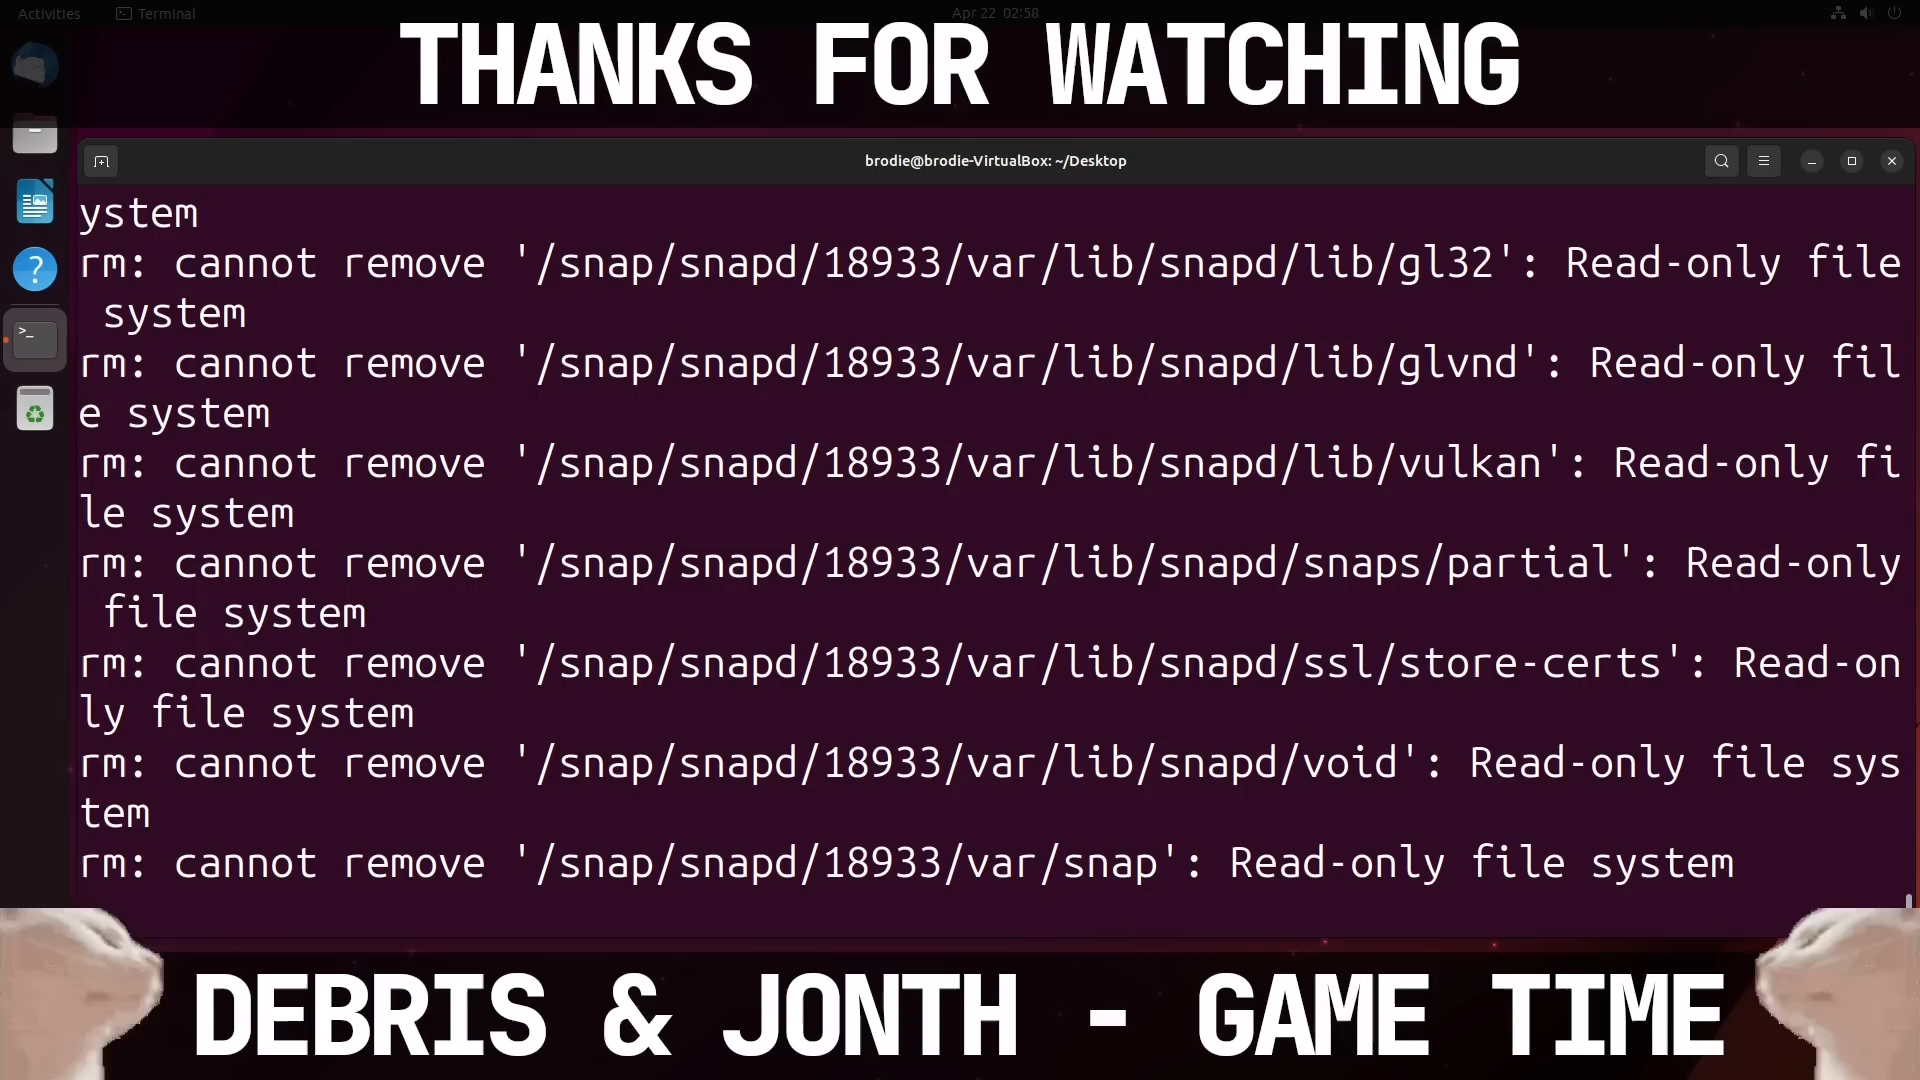 Activities Terminal Apr 22 02:58
THANKS FOR WATCHING
brodie@brodie-VirtualBox: ~/Desktop
ystem
rm: cannot remove '/snap/snapd/18933/var/lib/snapd/lib/gl32': Read-only file
 system
rm: cannot remove '/snap/snapd/18933/var/lib/snapd/lib/glvnd': Read-only fil
e system
rm: cannot remove '/snap/snapd/18933/var/lib/snapd/lib/vulkan': Read-only fi
le system
rm: cannot remove '/snap/snapd/18933/var/lib/snapd/snaps/partial': Read-only
 file system
rm: cannot remove '/snap/snapd/18933/var/lib/snapd/ssl/store-certs': Read-on
ly file system
rm: cannot remove '/snap/snapd/18933/var/lib/snapd/void': Read-only file sys
tem
rm: cannot remove '/snap/snapd/18933/var/snap': Read-only file system
DEBRIS & JONTH - GAME TIME